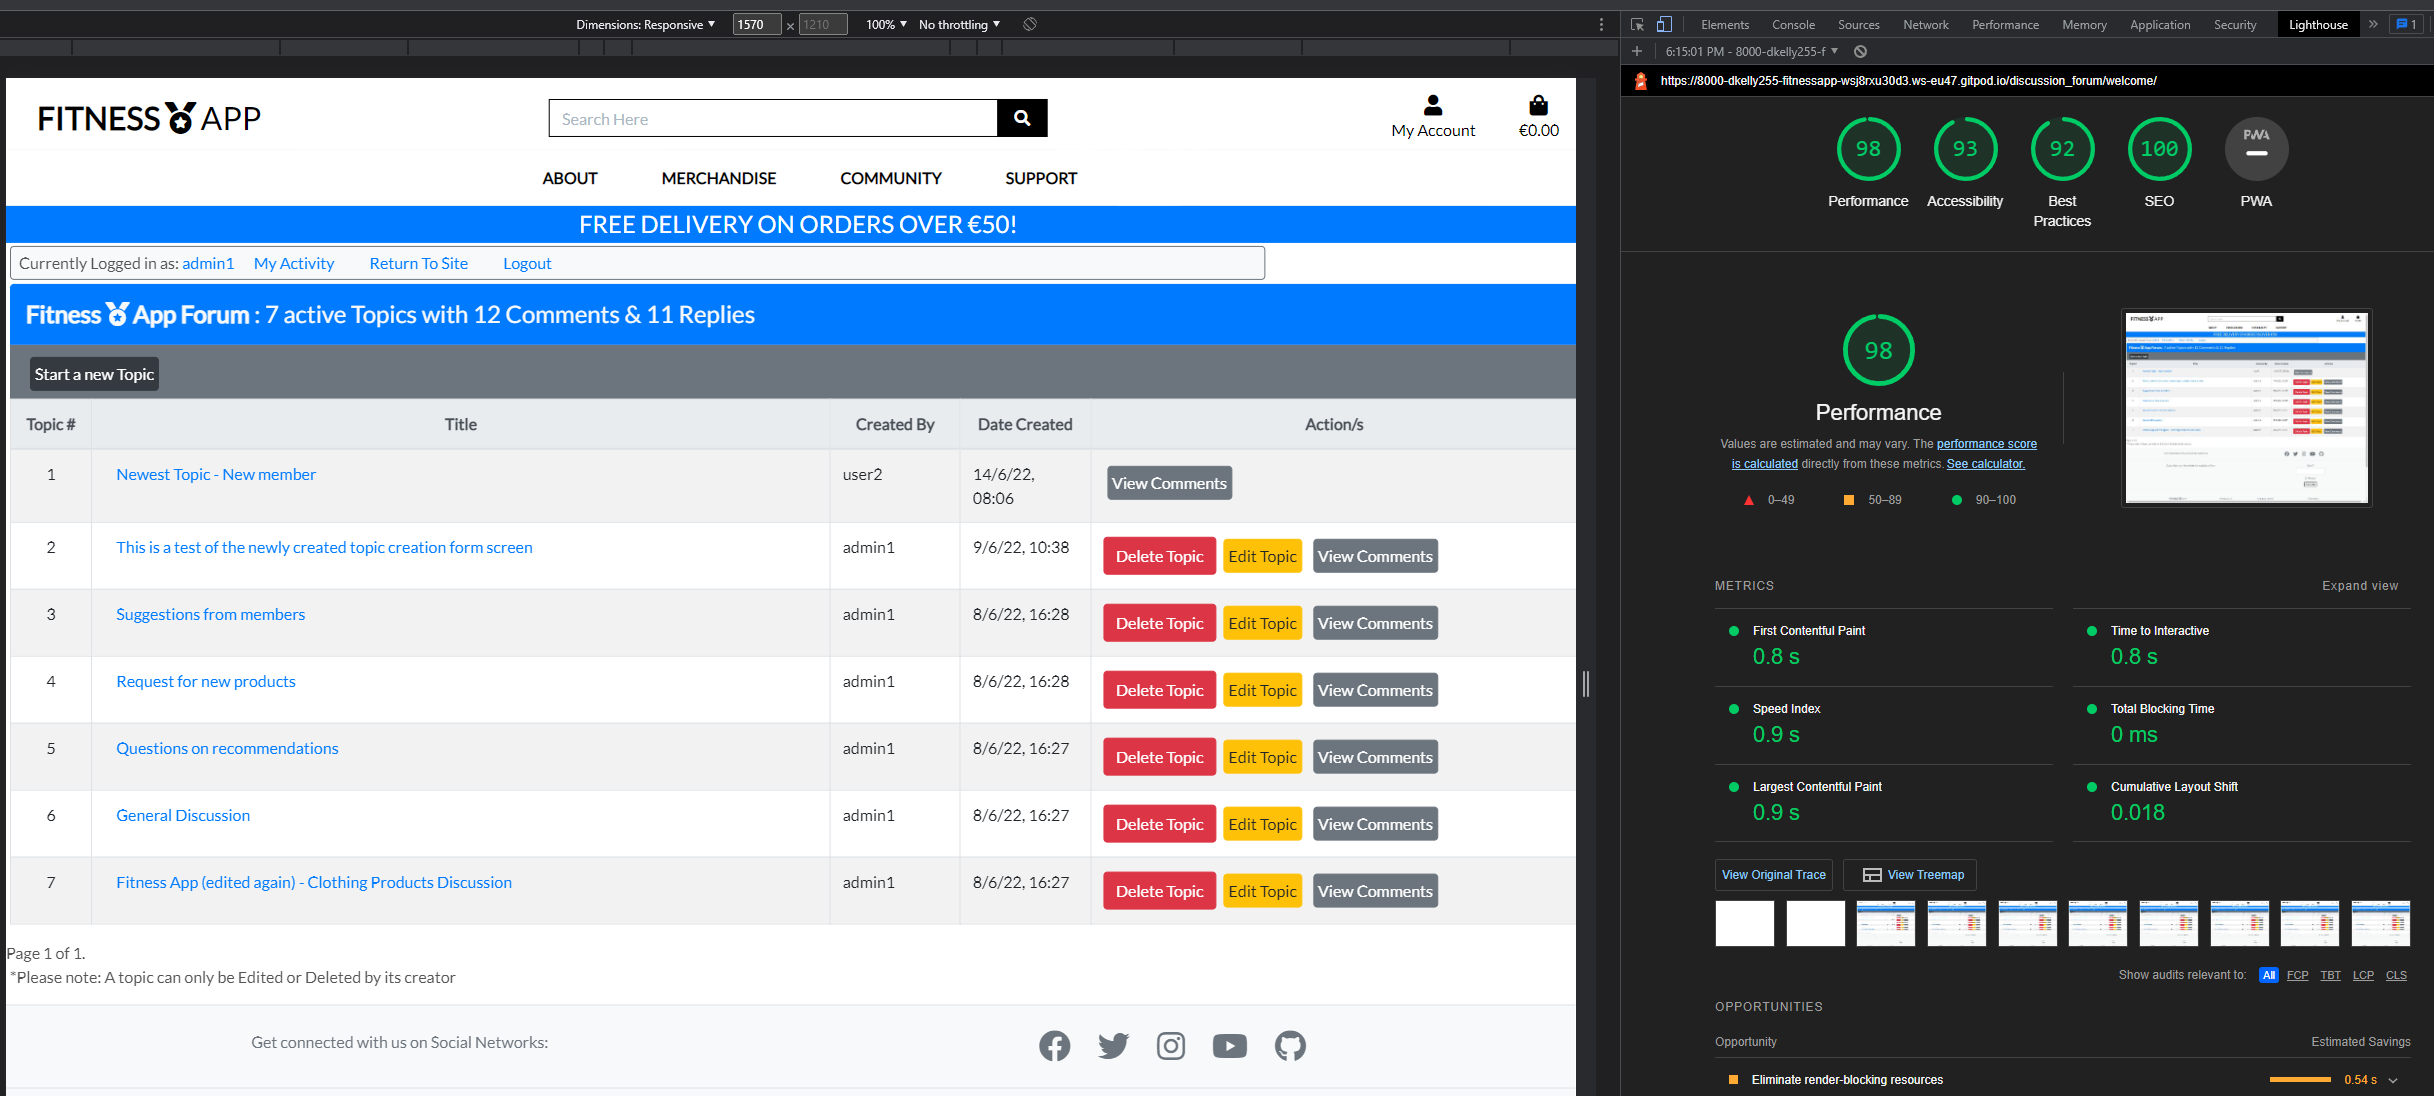 Dimensions: Responsive ▼ 1570 × 1210 100% ▼ No throttling ▼
FITNESS APP
Search Here
My Account
€0.00
ABOUT MERCHANDISE COMMUNITY SUPPORT
FREE DELIVERY ON ORDERS OVER €50!
Currently Logged in as: admin1 My Activity Return To Site Logout
Fitness App Forum : 7 active Topics with 12 Comments & 11 Replies
Start a new Topic
Topic # Title Created By Date Created Action/s
1 Newest Topic - New member user2 14/6/22, 08:06 View Comments
2 This is a test of the newly created topic creation form screen admin1 9/6/22, 10:38 Delete Topic Edit Topic View Comments
3 Suggestions from members admin1 8/6/22, 16:28 Delete Topic Edit Topic View Comments
4 Request for new products admin1 8/6/22, 16:28 Delete Topic Edit Topic View Comments
5 Questions on recommendations admin1 8/6/22, 16:27 Delete Topic Edit Topic View Comments
6 General Discussion admin1 8/6/22, 16:27 Delete Topic Edit Topic View Comments
7 Fitness App (edited again) - Clothing Products Discussion admin1 8/6/22, 16:27 Delete Topic Edit Topic View Comments
Page 1 of 1.
*Please note: A topic can only be Edited or Deleted by its creator
Get connected with us on Social Networks:
Elements Console Sources Network Performance Memory Application Security Lighthouse » 1
+ 6:15:01 PM - 8000-dkelly255-f ▼
https://8000-dkelly255-fitnessapp-wsj8rxu30d3.ws-eu47.gitpod.io/discussion_forum/welcome/
98 93 92 100 PWA
Performance Accessibility Best Practices SEO PWA
98
Performance
Values are estimated and may vary. The performance score
is calculated directly from these metrics. See calculator.
0–49 50–89 90–100
METRICS Expand view
First Contentful Paint
0.8 s
Time to Interactive
0.8 s
Speed Index
0.9 s
Total Blocking Time
0 ms
Largest Contentful Paint
0.9 s
Cumulative Layout Shift
0.018
View Original Trace View Treemap
Show audits relevant to: All FCP TBT LCP CLS
OPPORTUNITIES
Opportunity Estimated Savings
Eliminate render-blocking resources 0.54 s